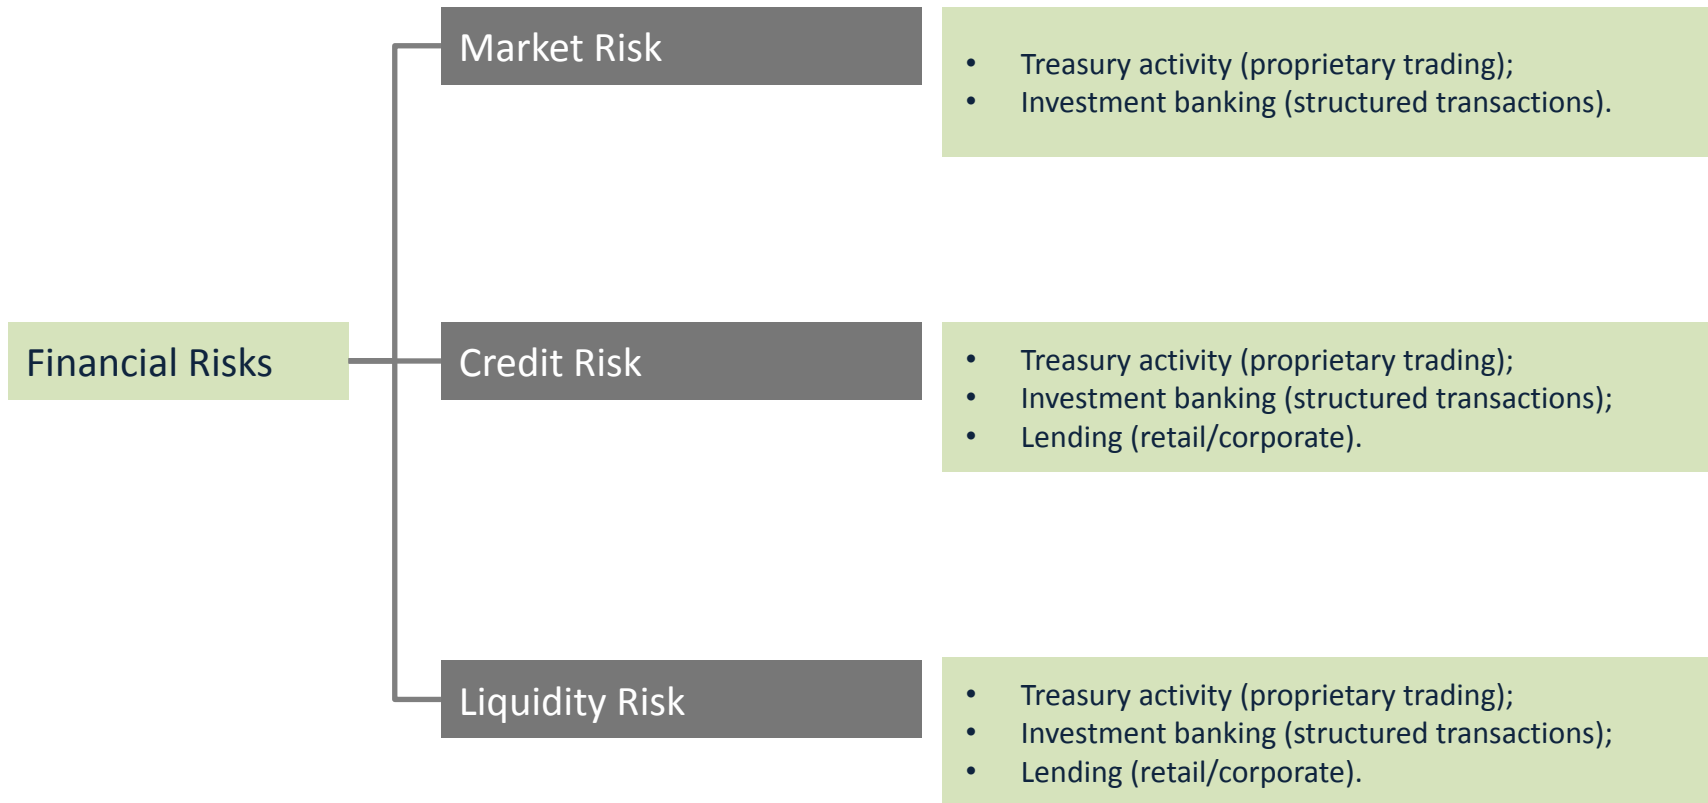 Financial Risks
Market Risk
• Treasury activity (proprietary trading);
• Investment banking (structured transactions).
Credit Risk
• Treasury activity (proprietary trading);
• Investment banking (structured transactions);
• Lending (retail/corporate).
Liquidity Risk
• Treasury activity (proprietary trading);
• Investment banking (structured transactions);
• Lending (retail/corporate).